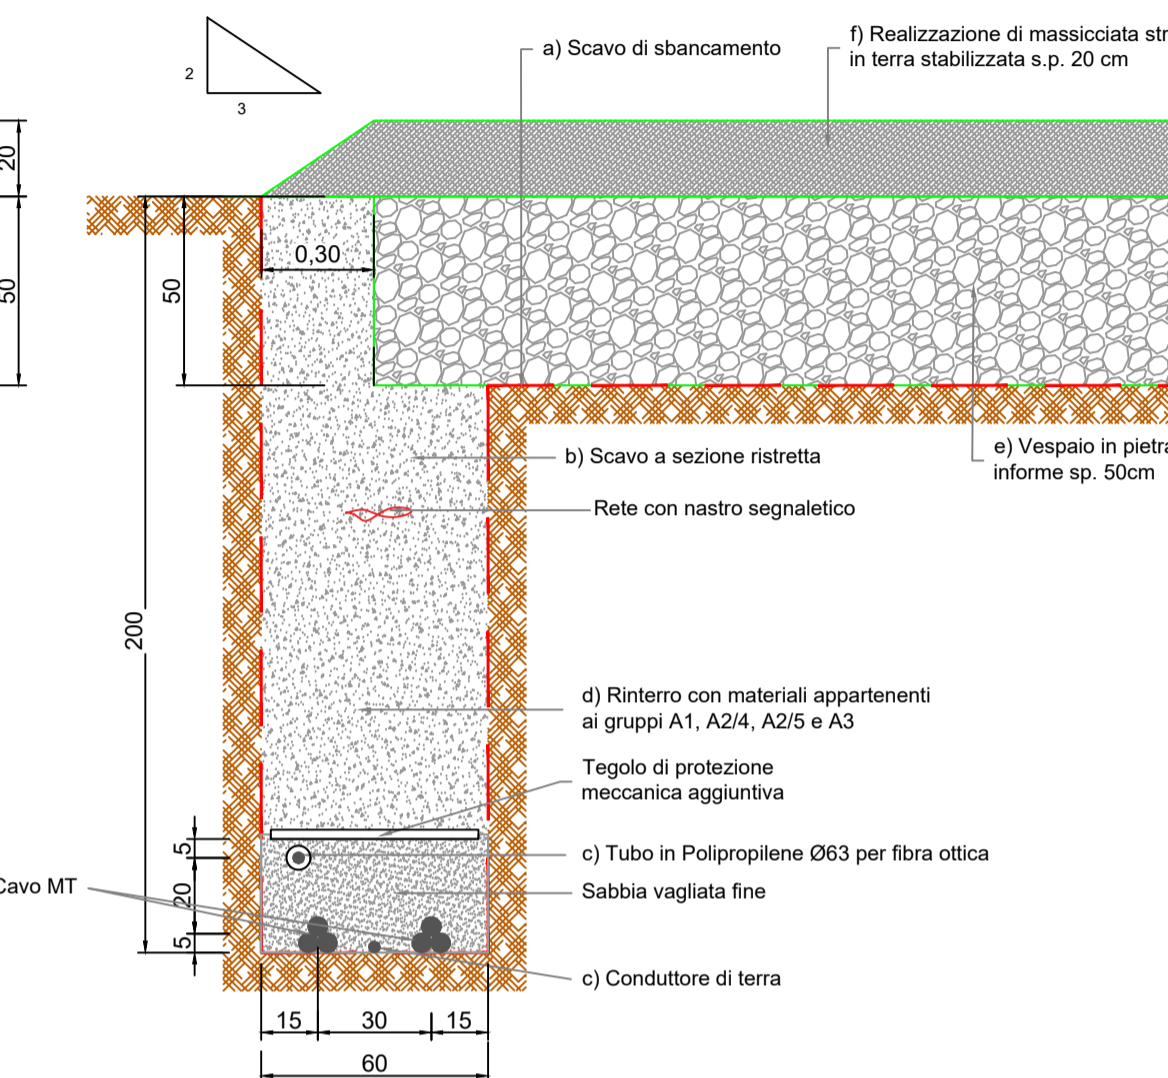 a) Scavo di sbancamento
f) Realizzazione di massicciata
in terra stabilizzata s.p. 20 cm
2
3
20
50
50
0,30
e) Vespaio in
informe sp. 50cm
b) Scavo a sezione ristretta
Rete con nastro segnaletico
200
d) Rinterro con materiali appartenenti
ai gruppi A1, A2/4, A2/5 e A3
Tegolo di protezione
meccanica aggiuntiva
5
c) Tubo in Polipropilene Ø63 per fibra ottica
Cavo MT
20
Sabbia vagliata fine
5
c) Conduttore di terra
15
30
15
60